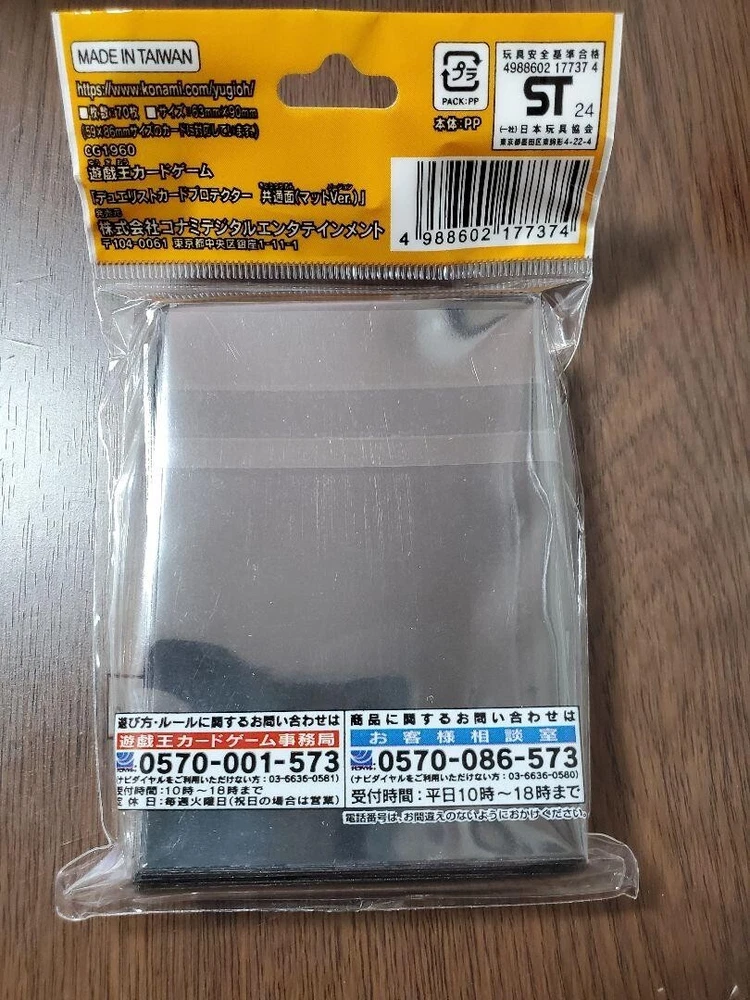 MADE IN TAIWAN
https://www.konami.com/yugioh/
■枚数=70枚 ■サイズ=63mm×90mm
(59×86mmサイズのカードに対応しています)
CG1960
遊戯王カードゲーム
「デュエリストカードプロテクター 共通面(マットVer.)」
発売元
株式会社コナミデジタルエンタテインメント
〒104-0061 東京都中央区銀座1-11-1
プラ
PACK:PP
本体:PP
玩具安全基準合格
4988602 17737 4
ST 24
(一社)日本玩具協会
東京都墨田区東駒形4-22-4
4 988602 177374
遊び方・ルールに関するお問い合わせは
遊戯王カードゲーム事務局
0570-001-573
(ナビダイヤルをご利用いただけない方:03-6636-0581)
受付時間:10時〜18時まで
定休日:毎週火曜日(祝日の場合は営業)
商品に関するお問い合わせは
お客様相談室
0570-086-573
(ナビダイヤルをご利用いただけない方:03-6636-0580)
受付時間:平日10時〜18時まで
電話番号は、お間違えのないようにおかけください。